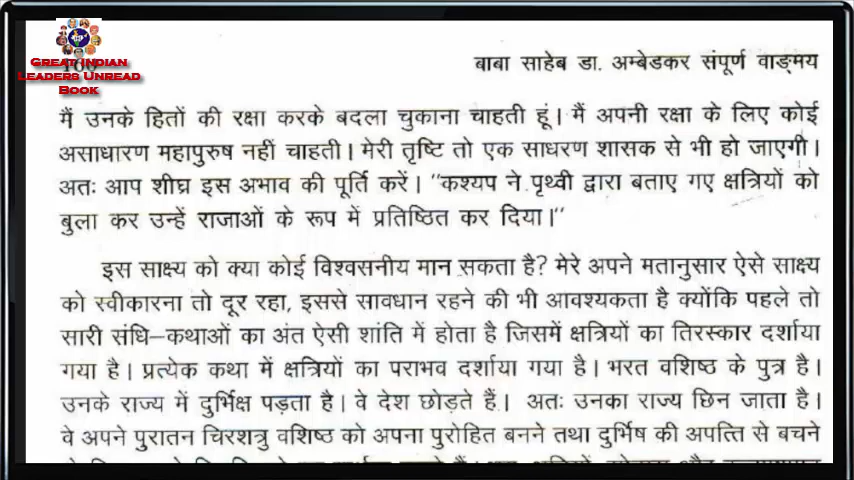 GREAT INDIAN
LEADERS UNREAD
BOOK
बाबा साहेब डा. अम्बेडकर संपूर्ण वाङ्मय
मैं उनके हितों की रक्षा करके बदला चुकाना चाहती हूं। मैं अपनी रक्षा के लिए कोई
असाधारण महापुरुष नहीं चाहती। मेरी तृष्टि तो एक साधरण शासक से भी हो जाएगी।
अतः आप शीघ्र इस अभाव की पूर्ति करें। "कश्यप ने पृथ्वी द्वारा बताए गए क्षत्रियों को
बुला कर उन्हें राजाओं के रूप में प्रतिष्ठित कर दिया।"
इस साक्ष्य को क्या कोई विश्वसनीय मान सकता है? मेरे अपने मतानुसार ऐसे साक्ष्य
को स्वीकारना तो दूर रहा, इससे सावधान रहने की भी आवश्यकता है क्योंकि पहले तो
सारी संधि–कथाओं का अंत ऐसी शांति में होता है जिसमें क्षत्रियों का तिरस्कार दर्शाया
गया है। प्रत्येक कथा में क्षत्रियों का पराभव दर्शाया गया है। भरत वशिष्ठ के पुत्र है।
उनके राज्य में दुर्भिक्ष पड़ता है। वे देश छोड़ते हैं। अतः उनका राज्य छिन जाता है।
वे अपने पुरातन चिरशत्रु वशिष्ठ को अपना पुरोहित बनने तथा दुर्भिष की अपत्ति से बचने